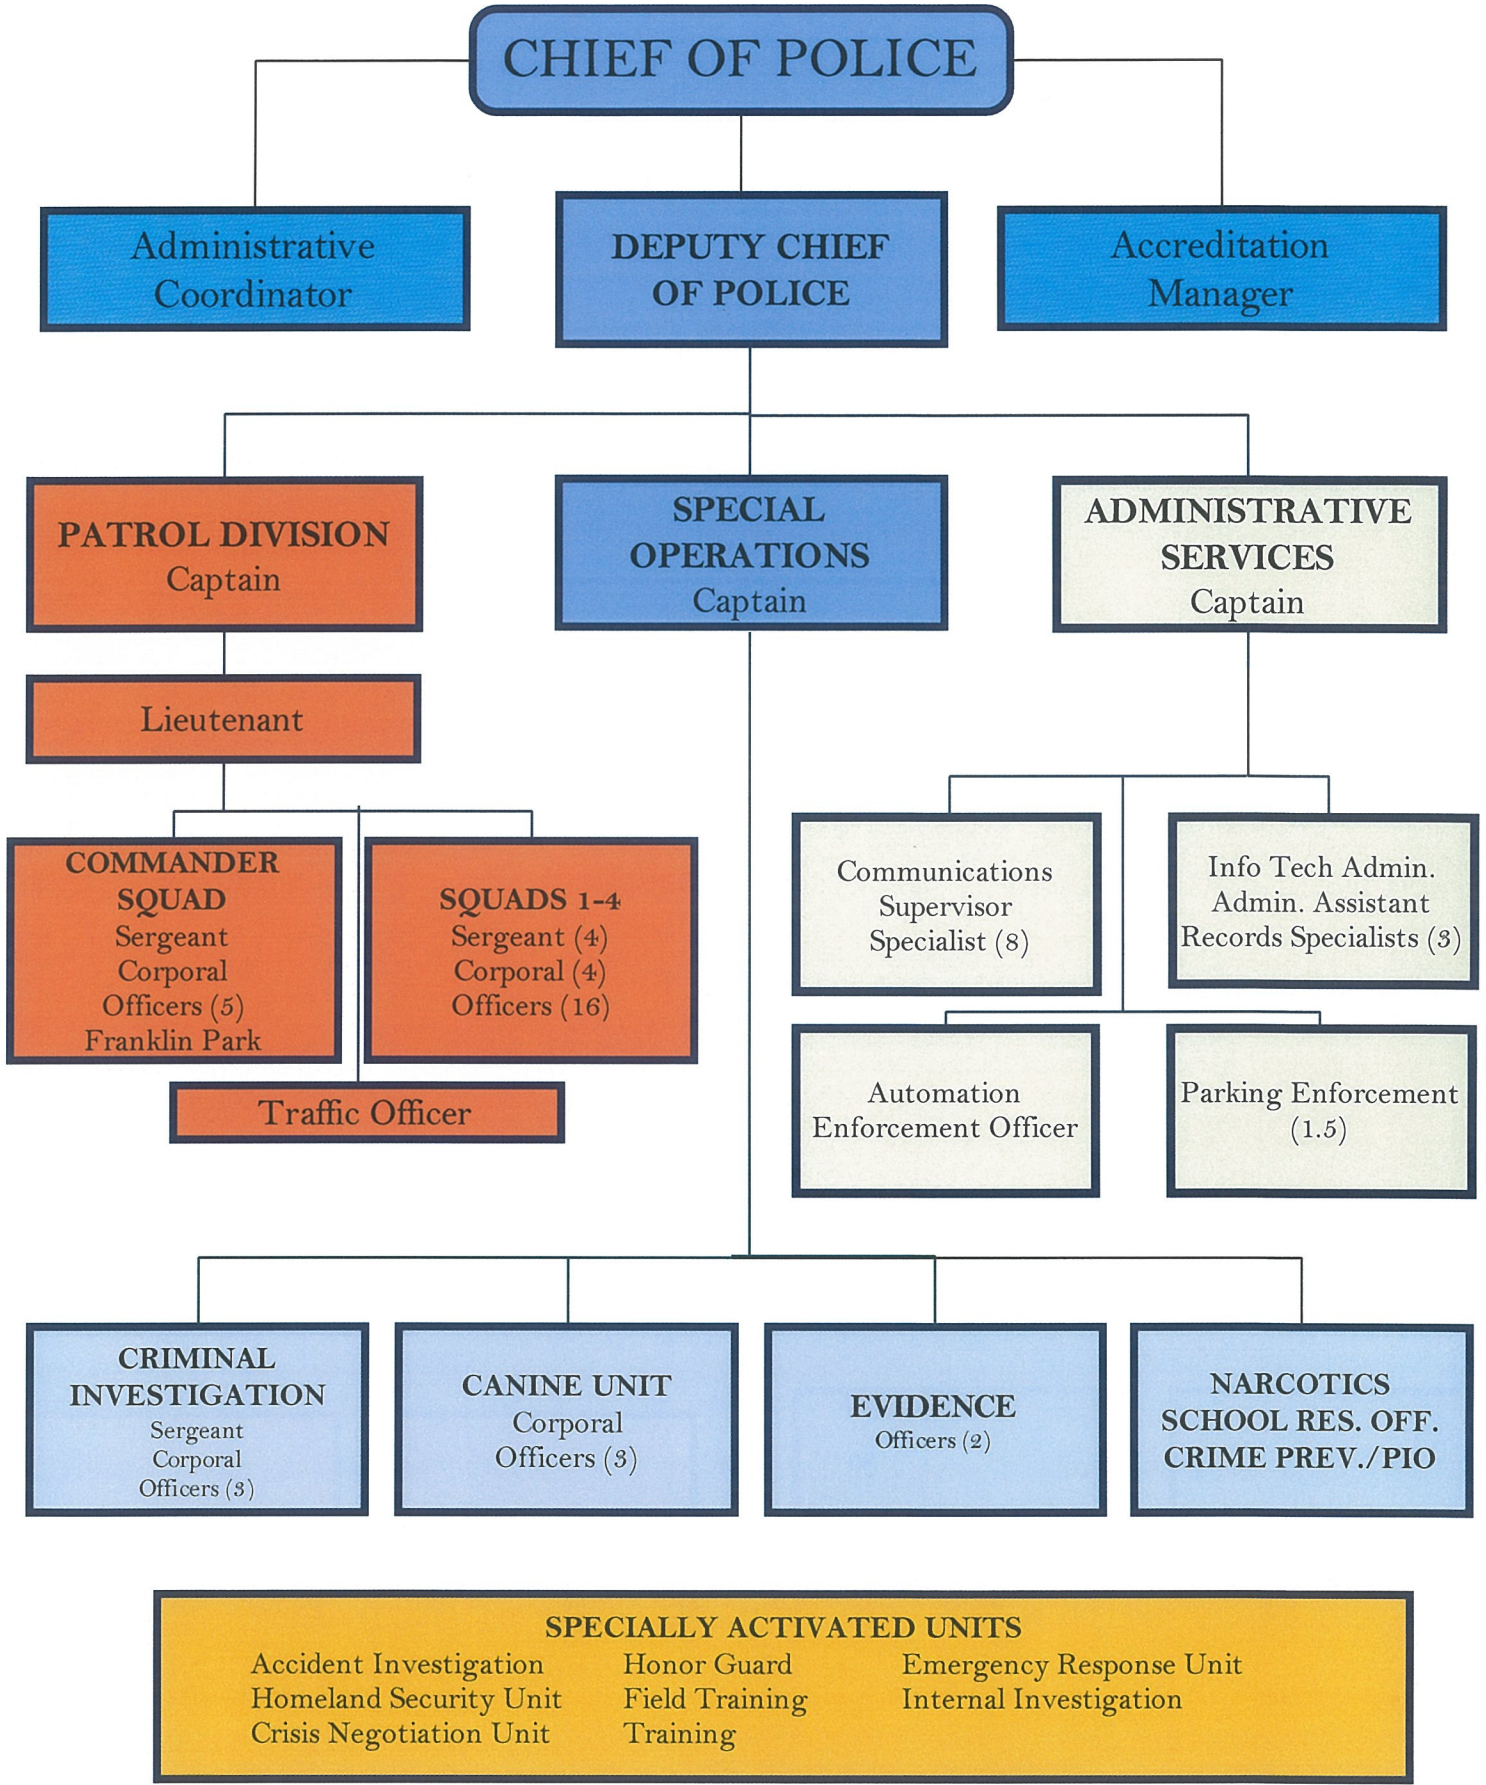 CHIEF OF POLICE
Administrative
Coordinator
DEPUTY CHIEF
OF POLICE
Accreditation
Manager
PATROL DIVISION
Captain
SPECIAL
OPERATIONS
Captain
ADMINISTRATIVE
SERVICES
Captain
Lieutenant
COMMANDER
SQUAD
Sergeant
Corporal
Officers (5)
Franklin Park
SQUADS 1-4
Sergeant (4)
Corporal (4)
Officers (16)
Traffic Officer
Communications
Supervisor
Specialist (8)
Info Tech Admin.
Admin. Assistant
Records Specialists (3)
Automation
Enforcement Officer
Parking Enforcement
(1.5)
CRIMINAL
INVESTIGATION
Sergeant
Corporal
Officers (3)
CANINE UNIT
Corporal
Officers (3)
EVIDENCE
Officers (2)
NARCOTICS
SCHOOL RES. OFF.
CRIME PREV./PIO
SPECIALLY ACTIVATED UNITS
Accident Investigation
Homeland Security Unit
Crisis Negotiation Unit
Honor Guard
Field Training
Training
Emergency Response Unit
Internal Investigation